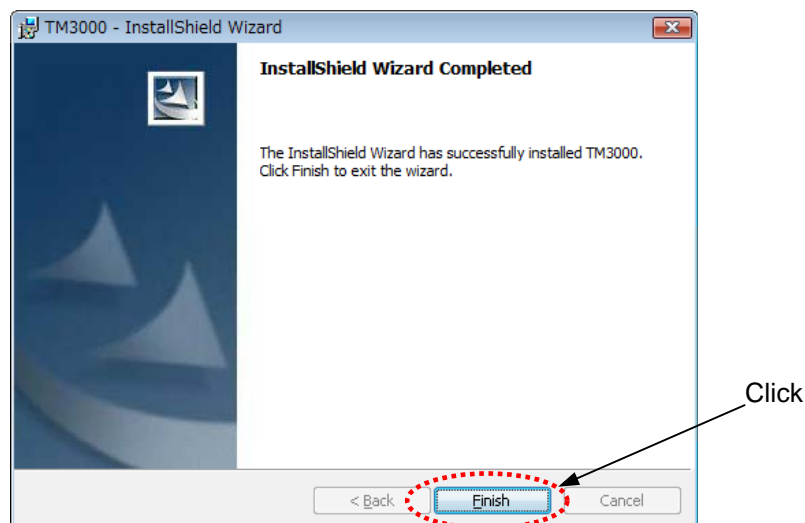 TM3000 - InstallShield Wizard
InstallShield Wizard Completed
The InstallShield Wizard has successfully installed TM3000.
Click Finish to exit the wizard.
Click
< Back
Finish
Cancel